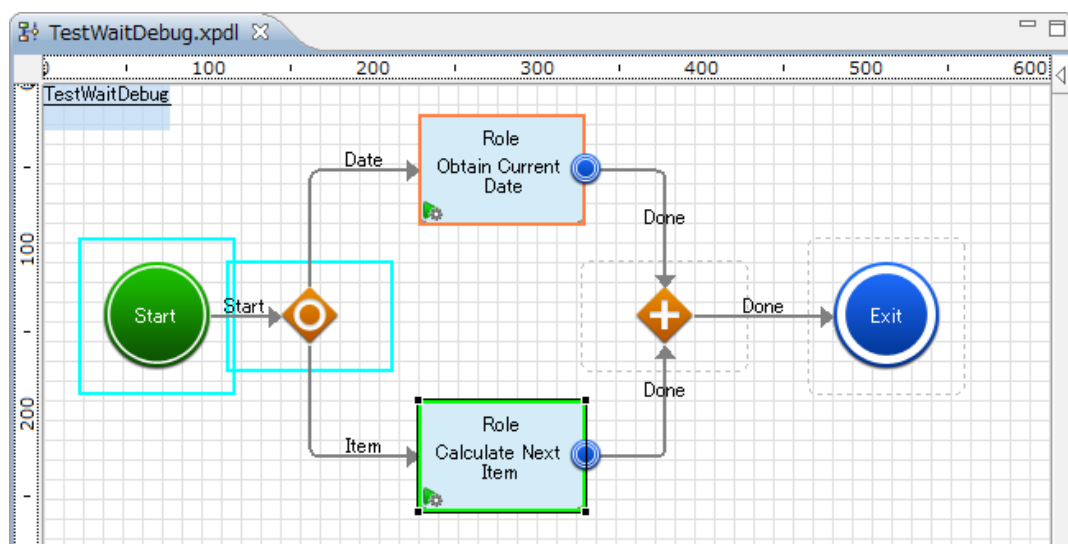 TestWaitDebug.xpdl
0 100 200 300 400 500 600
TestWaitDebug
100
200
Role
Obtain Current
Date
Date
Done
Start
Start
Done
Exit
Done
Item
Role
Calculate Next
Item